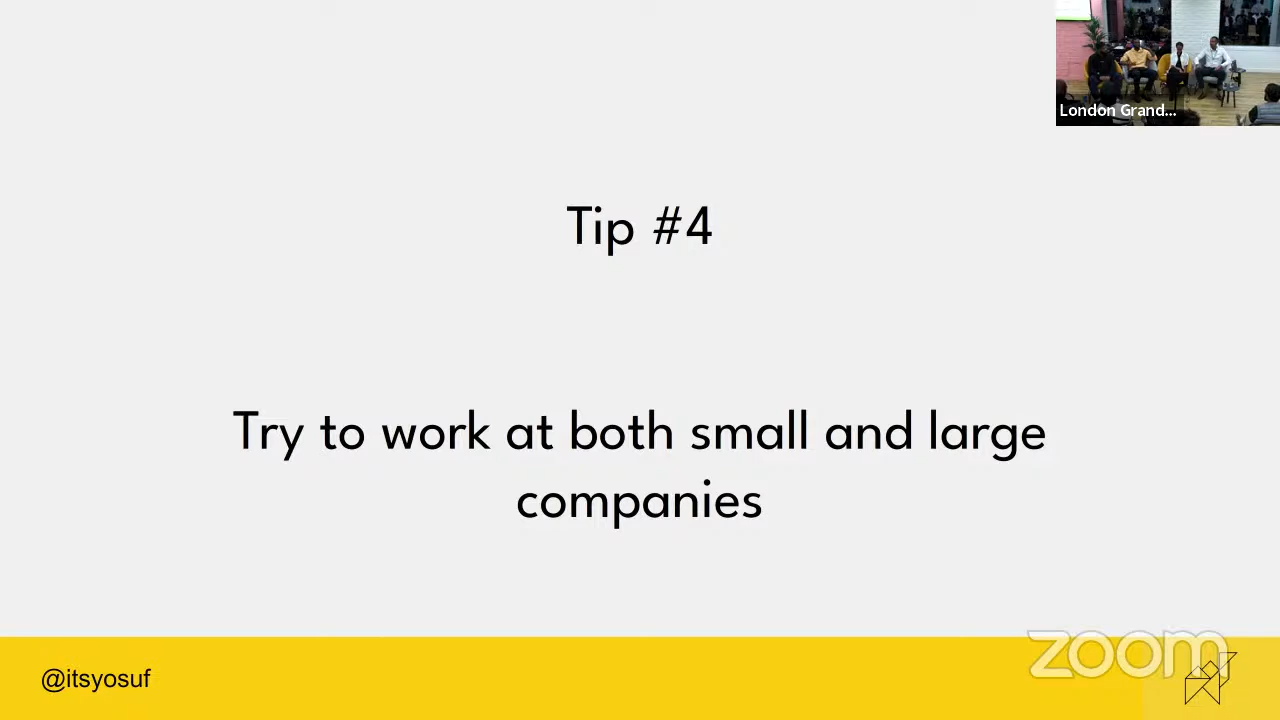 London Grand...
Tip #4
Try to work at both small and large
companies
@itsyosuf
zoom